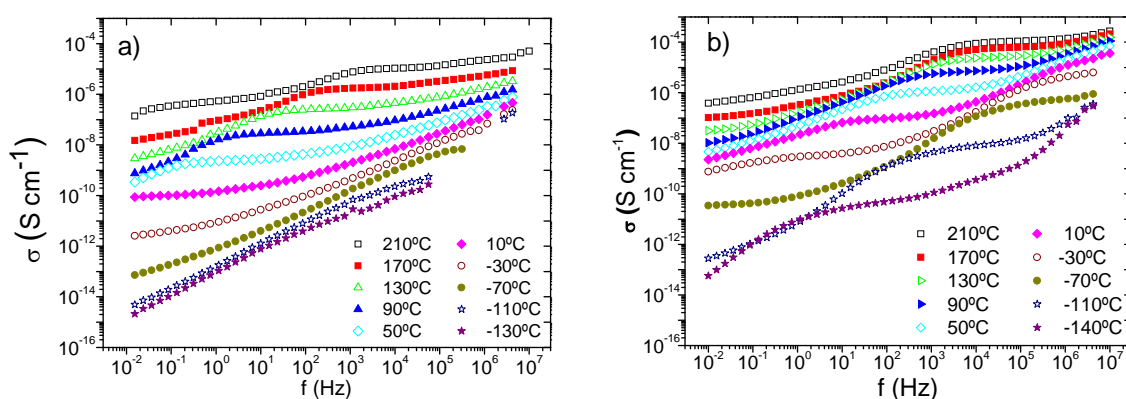 a)
σ (S cm⁻¹)
10⁻⁴
10⁻⁶
10⁻⁸
10⁻¹⁰
10⁻¹²
10⁻¹⁴
10⁻¹⁶
210ºC
170ºC
130ºC
90ºC
50ºC
10ºC
-30ºC
-70ºC
-110ºC
-130ºC
10⁻² 10⁻¹ 10⁰ 10¹ 10² 10³ 10⁴ 10⁵ 10⁶ 10⁷
f (Hz)
b)
σ (S cm⁻¹)
10⁻⁴
10⁻⁶
10⁻⁸
10⁻¹⁰
10⁻¹²
10⁻¹⁴
10⁻¹⁶
210ºC
170ºC
130ºC
90ºC
50ºC
10ºC
-30ºC
-70ºC
-110ºC
-140ºC
10⁻² 10⁻¹ 10⁰ 10¹ 10² 10³ 10⁴ 10⁵ 10⁶ 10⁷
f (Hz)